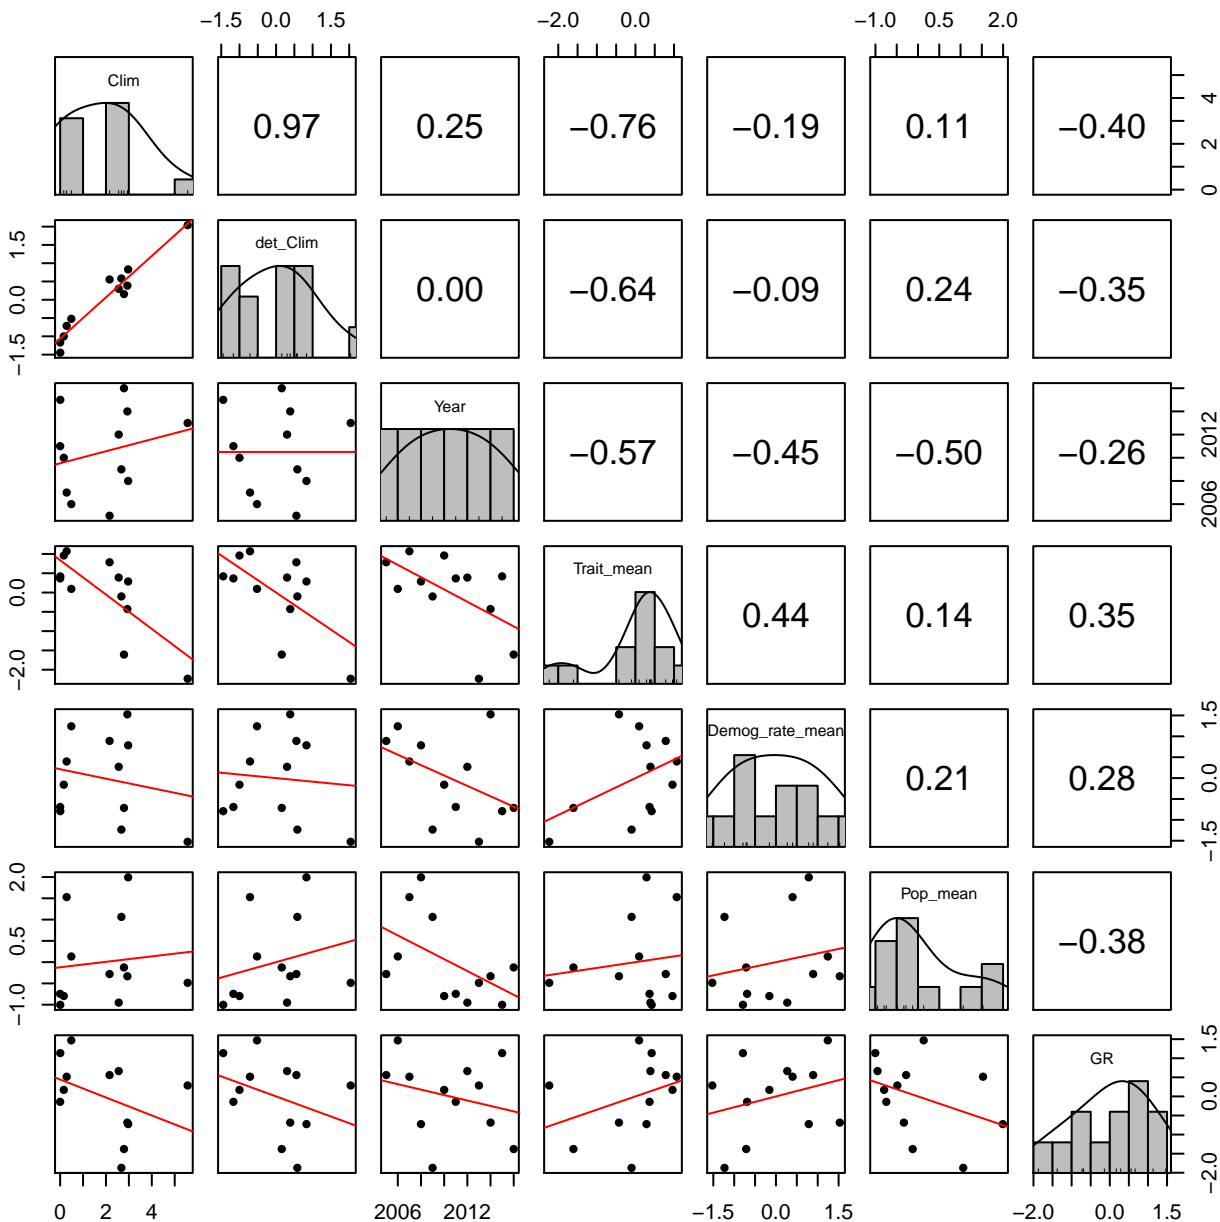 −1.5 0.0 1.5 −2.0 0.0 −1.0 0.5 2.0
Clim 0.97 0.25 −0.76 −0.19 0.11 −0.40 0 2 4
−1.5 0.0 1.5 det_Clim 0.00 −0.64 −0.09 0.24 −0.35
Year −0.57 −0.45 −0.50 −0.26 2006 2012
−2.0 0.0 Trait_mean 0.44 0.14 0.35
Demog_rate_mean 0.21 0.28 −1.5 0.0 1.5
−1.0 0.5 2.0 Pop_mean −0.38
GR −2.0 0.0 1.5
0 2 4 2006 2012 −1.5 0.0 1.5 −2.0 0.0 1.5